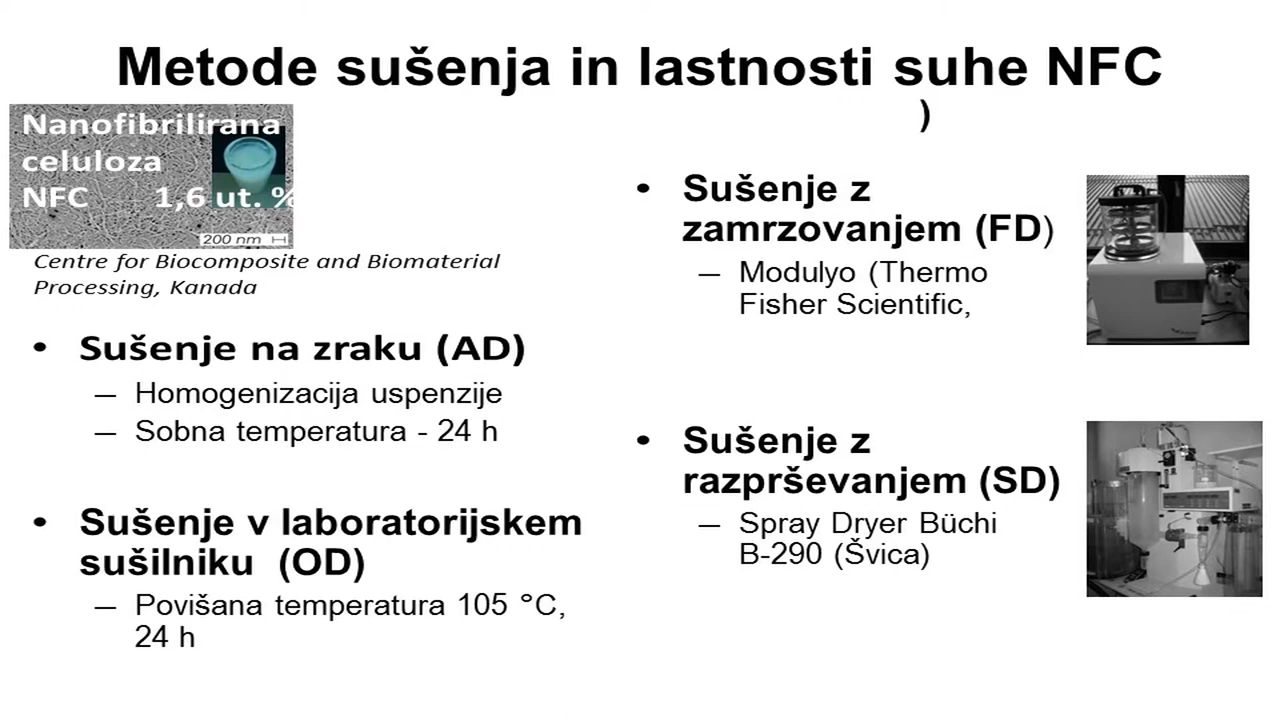 Metode sušenja in lastnosti suhe NFC
)
Nanofibrilirana
celuloza
NFC 1,6 ut. %
200 nm
Centre for Biocomposite and Biomaterial
Processing, Kanada
• Sušenje na zraku (AD)
— Homogenizacija uspenzije
— Sobna temperatura - 24 h
• Sušenje v laboratorijskem
sušilniku (OD)
— Povišana temperatura 105 °C,
24 h
• Sušenje z
zamrzovanjem (FD)
— Modulyo (Thermo
Fisher Scientific,
• Sušenje z
razprševanjem (SD)
— Spray Dryer Büchi
B-290 (Švica)